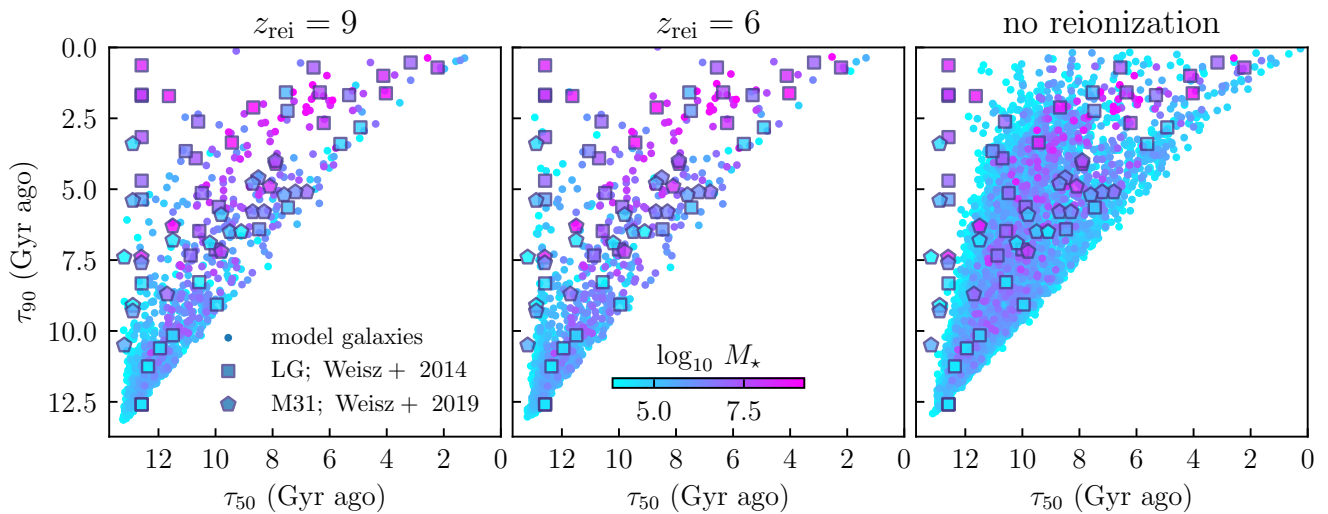 z_rei = 9
z_rei = 6
no reionization
0.0
2.5
5.0
7.5
10.0
12.5
τ_90 (Gyr ago)
model galaxies
LG; Weisz+ 2014
M31; Weisz+ 2019
log_10 M_⋆
5.0 7.5
12 10 8 6 4 2 0
12 10 8 6 4 2 0
12 10 8 6 4 2 0
τ_50 (Gyr ago)
τ_50 (Gyr ago)
τ_50 (Gyr ago)